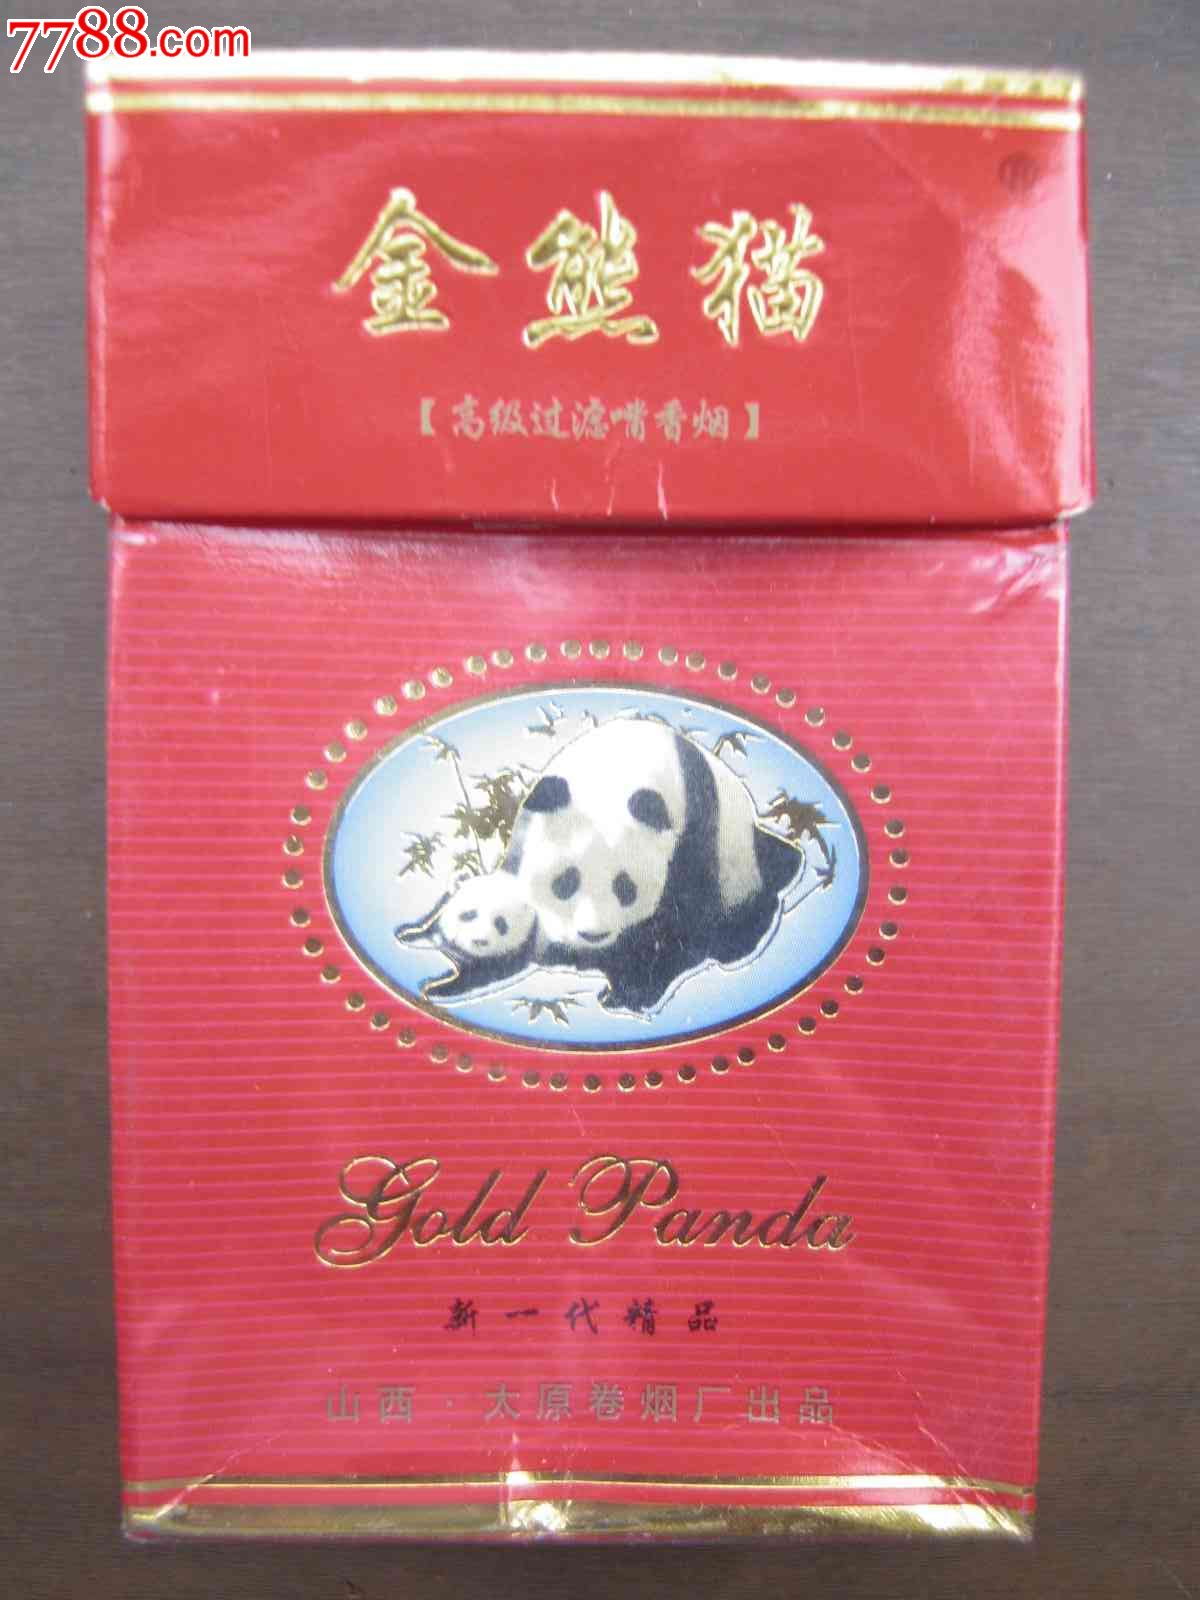 7788.com
金熊猫
【高级过滤嘴香烟】
Gold Panda
新一代精品
山西·太原卷烟厂出品